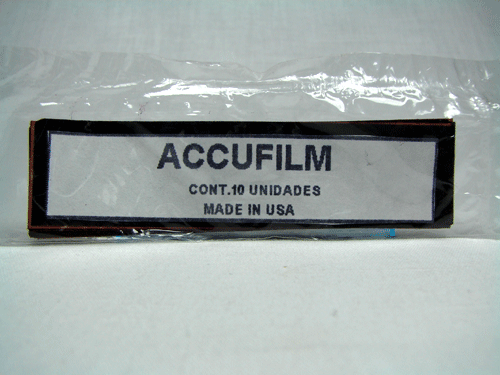 ACCUFILM
CONT.10 UNIDADES
MADE IN USA